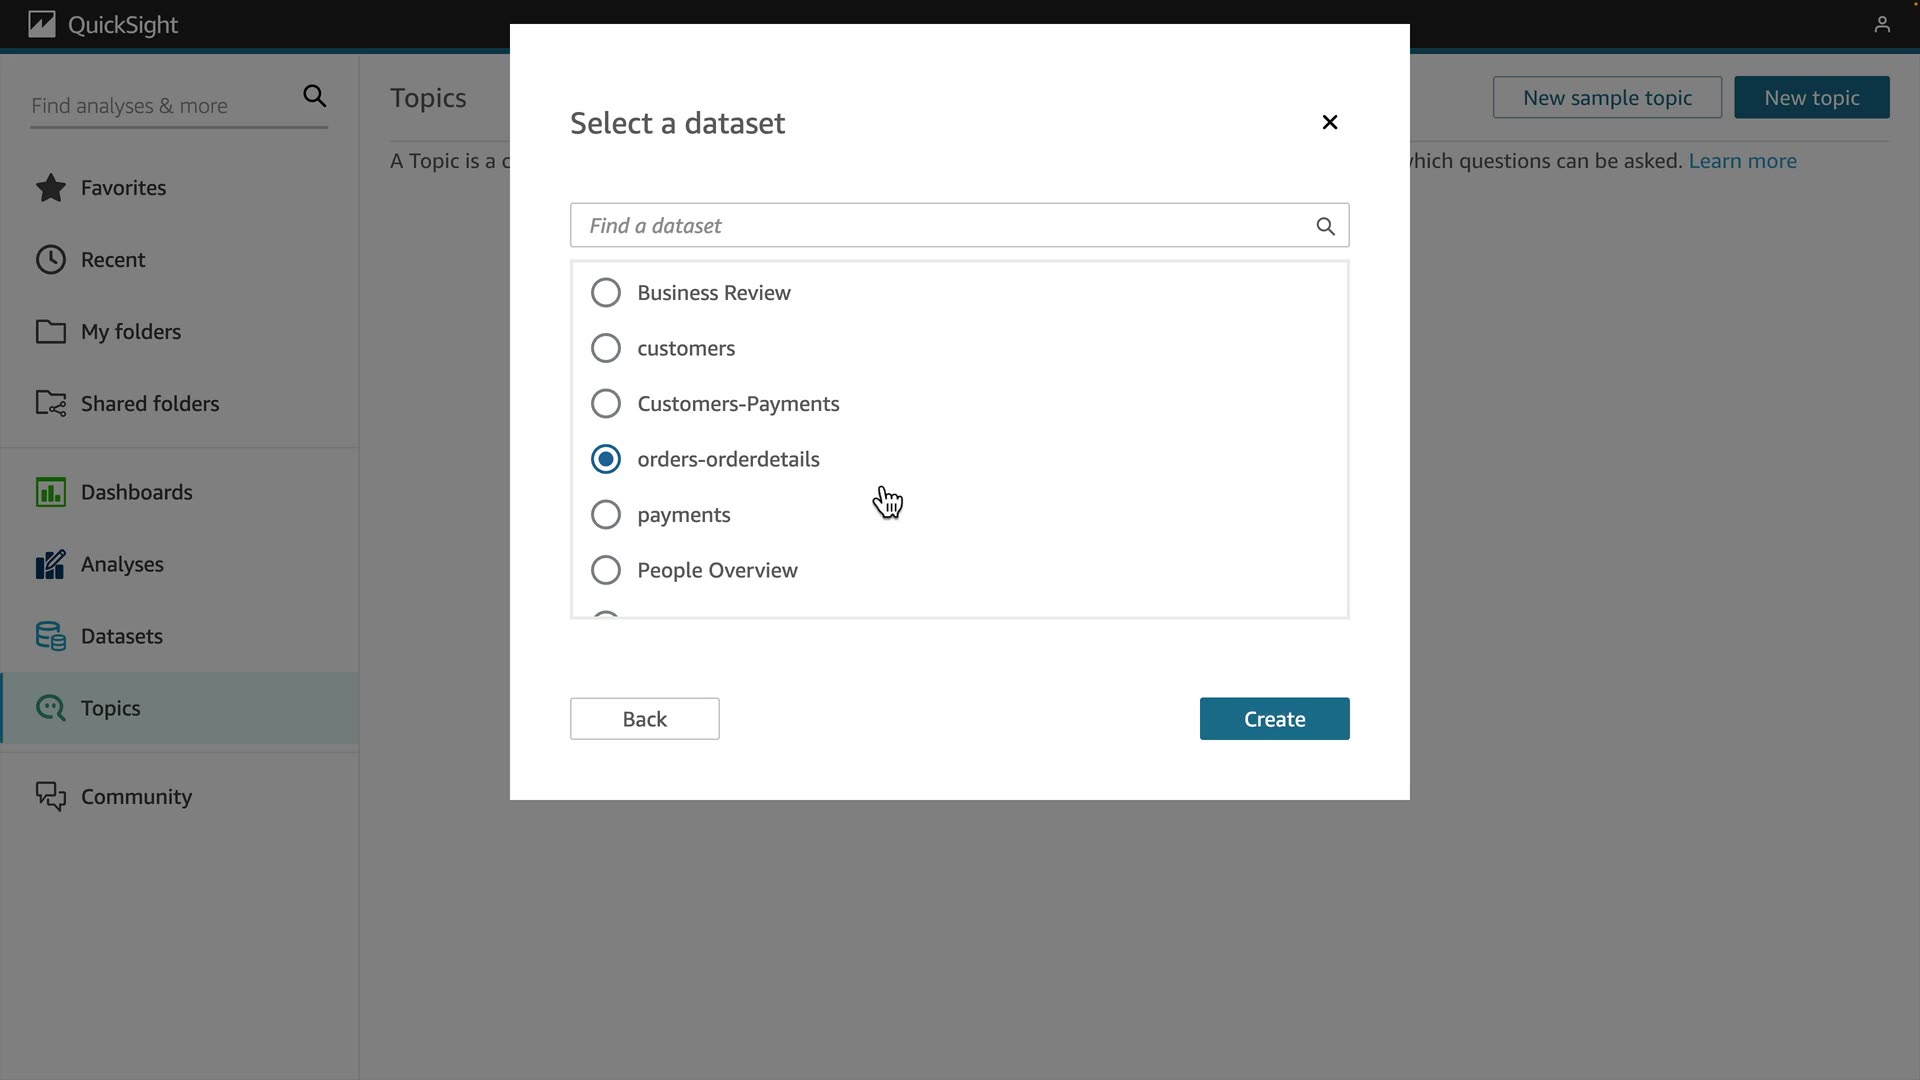 QuickSight
Find analyses & more
Favorites
Recent
My folders
Shared folders
Dashboards
Analyses
Datasets
Topics
Community
Topics
New sample topic
New topic
A Topic is a
hich questions can be asked. Learn more
Select a dataset
Find a dataset
Business Review
customers
Customers-Payments
orders-orderdetails
payments
People Overview
Back
Create